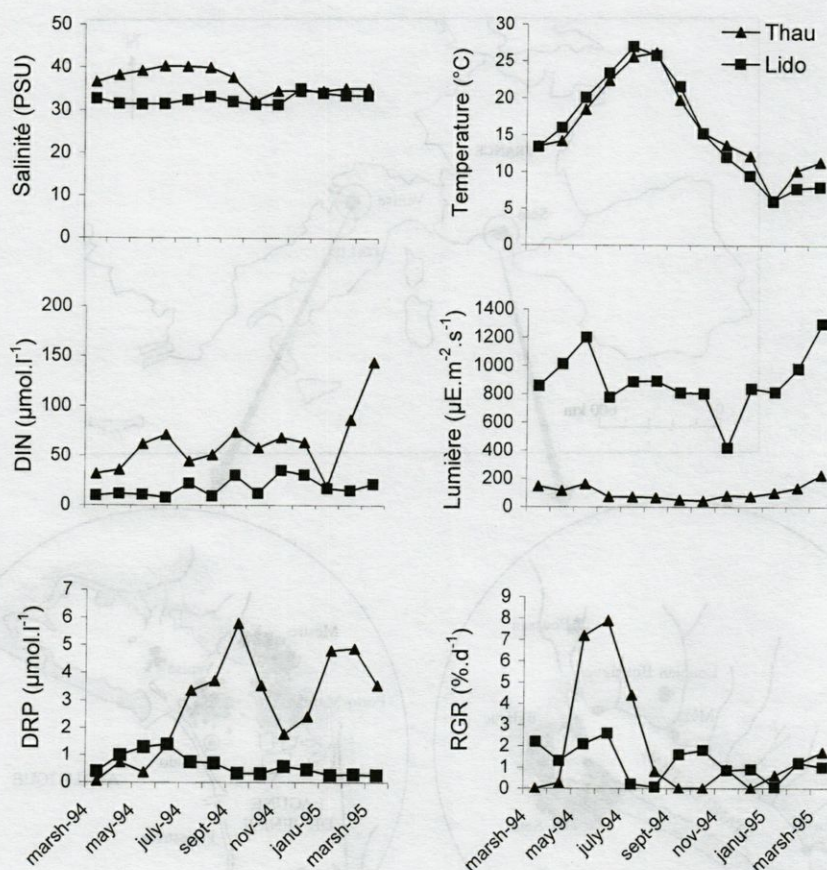 Salinité (PSU)
50
40
30
20
10
0
Temperature (°C)
30
25
20
15
10
5
0
Thau
Lido
DIN (µmol.l⁻¹)
200
150
100
50
0
Lumière (µE.m⁻².s⁻¹)
1400
1200
1000
800
600
400
200
0
DRP (µmol.l⁻¹)
7
6
5
4
3
2
1
0
marsh-94
may-94
july-94
sept-94
nov-94
janu-95
marsh-95
RGR (%.d⁻¹)
9
8
7
6
5
4
3
2
1
0
marsh-94
may-94
july-94
sept-94
nov-94
janu-95
marsh-95